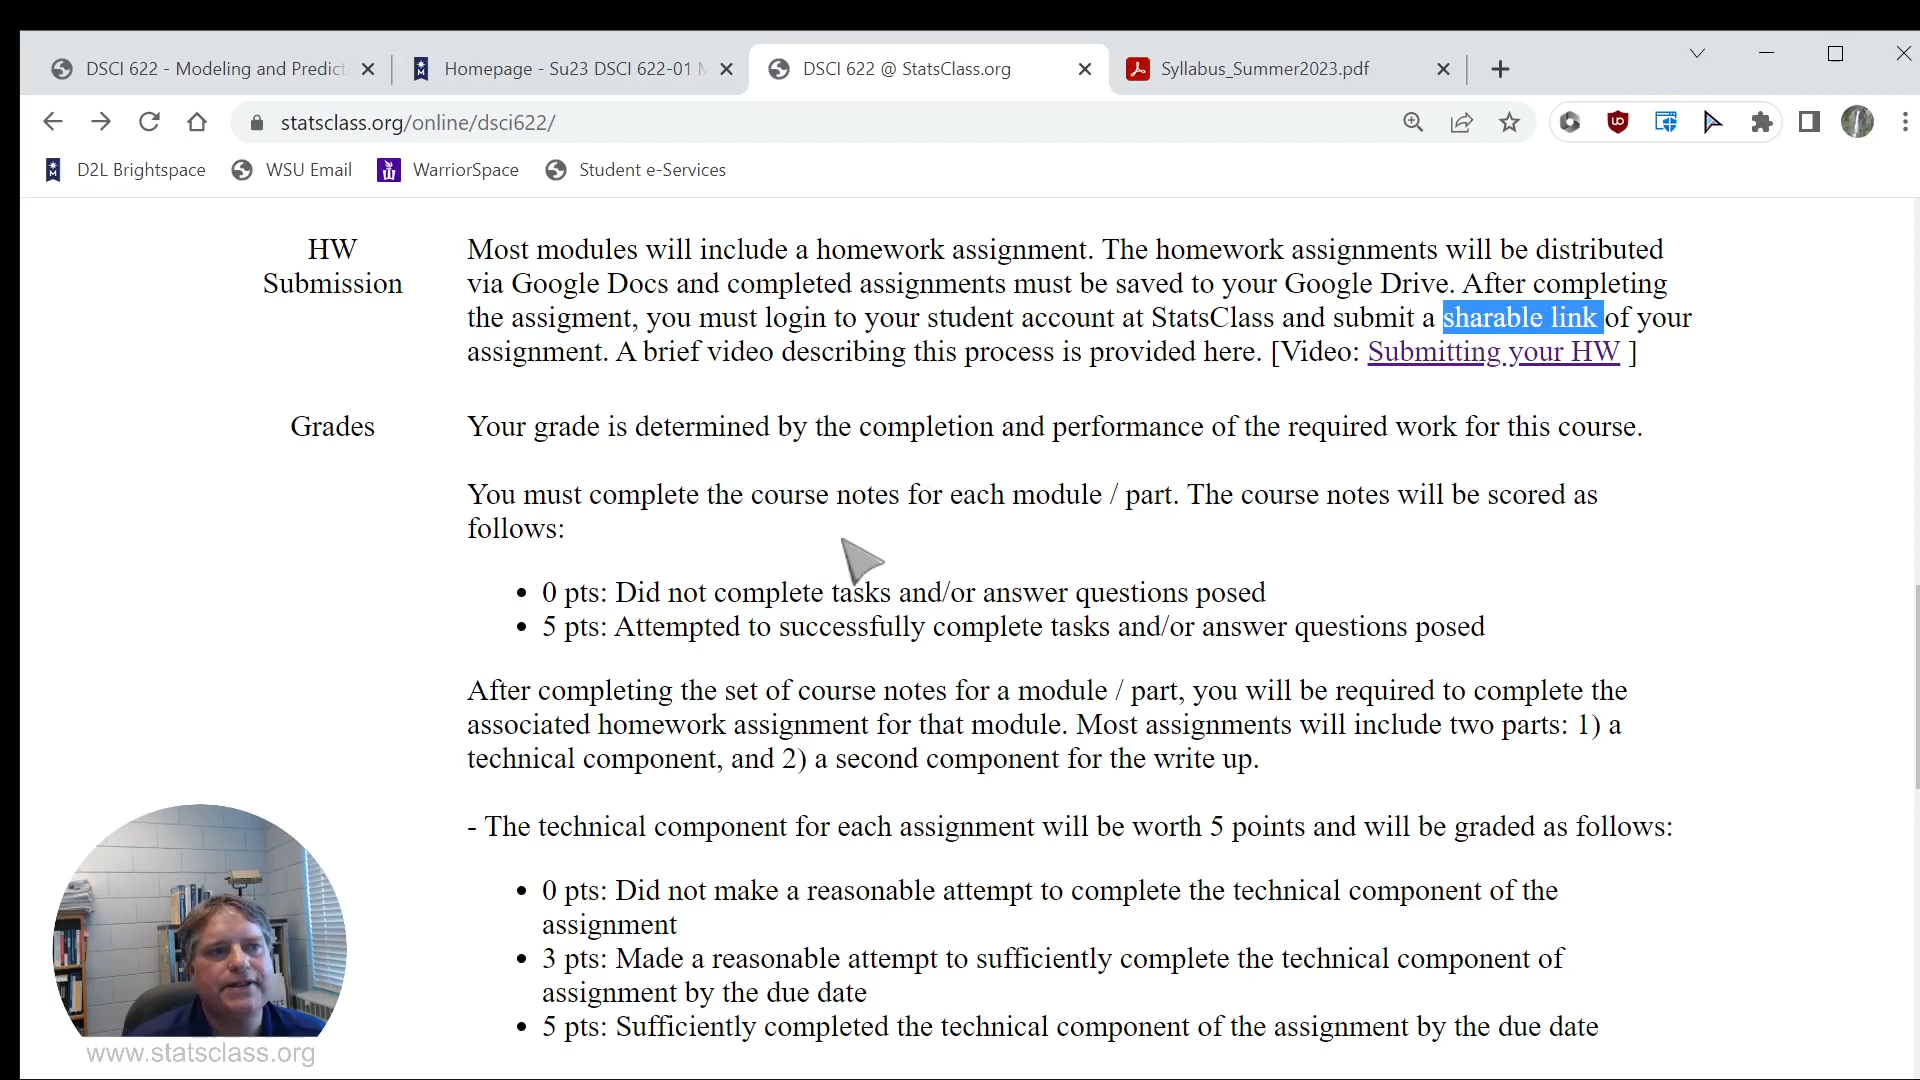 DSCI 622 - Modeling and Predict
Homepage - Su23 DSCI 622-01 M
DSCI 622 @ StatsClass.org
Syllabus_Summer2023.pdf
statsclass.org/online/dsci622/
D2L Brightspace
WSU Email
WarriorSpace
Student e-Services
HW
Submission
Most modules will include a homework assignment. The homework assignments will be distributed
via Google Docs and completed assignments must be saved to your Google Drive. After completing
the assigment, you must login to your student account at StatsClass and submit a sharable link of your
assignment. A brief video describing this process is provided here. [Video: Submitting your HW ]
Grades
Your grade is determined by the completion and performance of the required work for this course.
You must complete the course notes for each module / part. The course notes will be scored as
follows:
• 0 pts: Did not complete tasks and/or answer questions posed
• 5 pts: Attempted to successfully complete tasks and/or answer questions posed
After completing the set of course notes for a module / part, you will be required to complete the
associated homework assignment for that module. Most assignments will include two parts: 1) a
technical component, and 2) a second component for the write up.
- The technical component for each assignment will be worth 5 points and will be graded as follows:
• 0 pts: Did not make a reasonable attempt to complete the technical component of the
assignment
• 3 pts: Made a reasonable attempt to sufficiently complete the technical component of
assignment by the due date
• 5 pts: Sufficiently completed the technical component of the assignment by the due date
www.statsclass.org